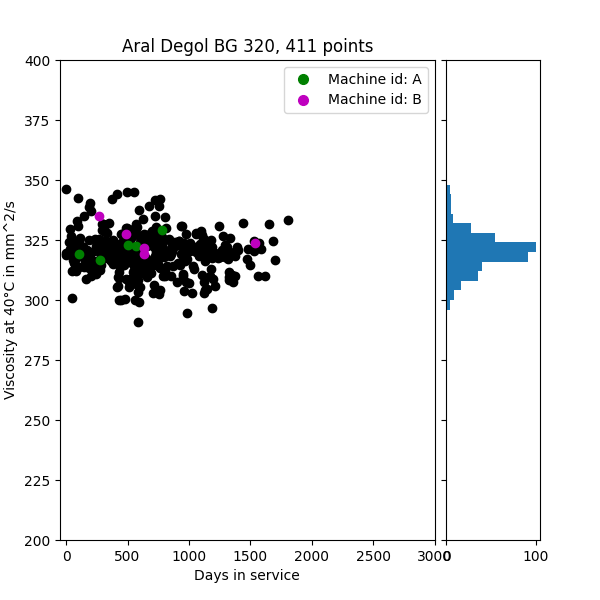 Aral Degol BG 320, 411 points
Machine id: A
Machine id: B
400
375
350
325
300
275
250
225
200
Viscosity at 40°C in mm^2/s
0 500 1000 1500 2000 2500 3000
0 100
Days in service